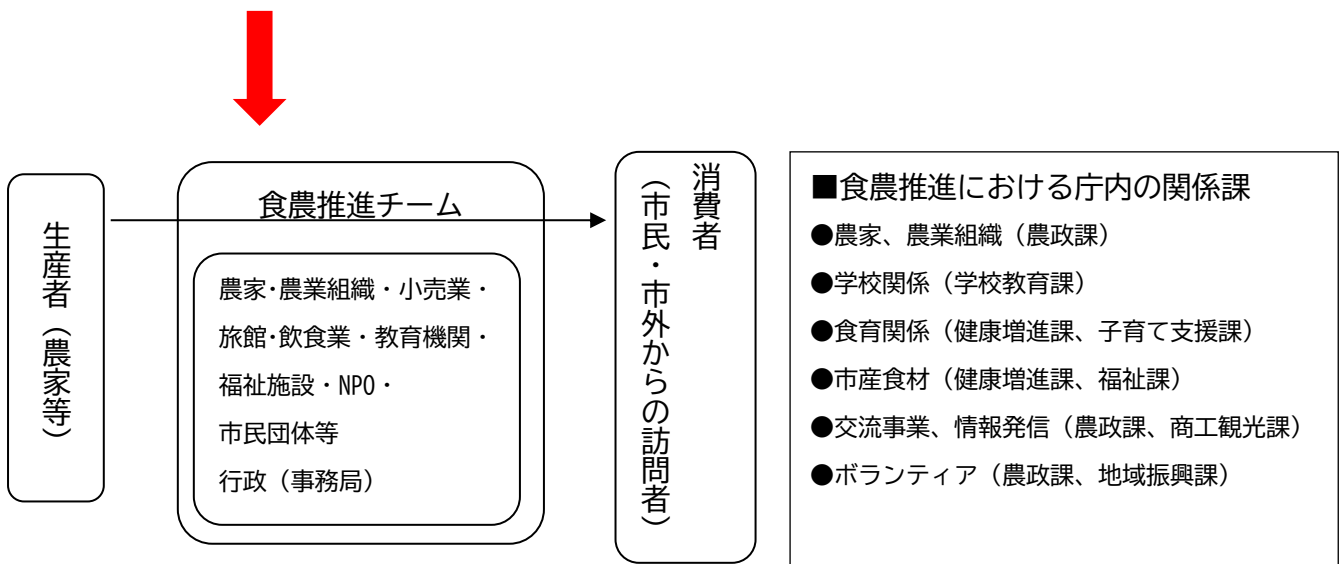 生産者（農家等）
食農推進チーム
農家･農業組織・小売業・
旅館･飲食業・教育機関・
福祉施設・NPO・
市民団体等
行政（事務局）
消費者
（市民・市外からの訪問者）
■食農推進における庁内の関係課
●農家、農業組織（農政課）
●学校関係（学校教育課）
●食育関係（健康増進課、子育て支援課）
●市産食材（健康増進課、福祉課）
●交流事業、情報発信（農政課、商工観光課）
●ボランティア（農政課、地域振興課）